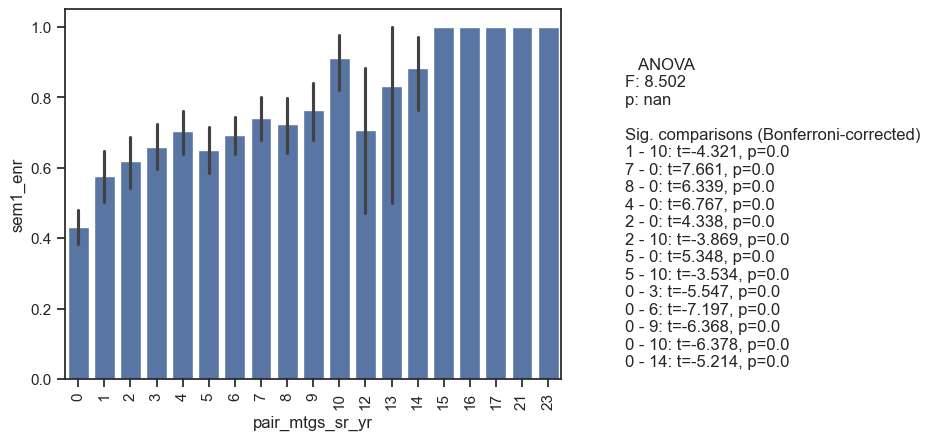 1.0
0.8
0.6
0.4
0.2
0.0
sem1_enr
0 1 2 3 4 5 6 7 8 9 10 12 13 14 15 16 17 21 23
pair_mtgs_sr_yr
ANOVA
F: 8.502
p: nan
Sig. comparisons (Bonferroni-corrected)
1 - 10: t=-4.321, p=0.0
7 - 0: t=7.661, p=0.0
8 - 0: t=6.339, p=0.0
4 - 0: t=6.767, p=0.0
2 - 0: t=4.338, p=0.0
2 - 10: t=-3.869, p=0.0
5 - 0: t=5.348, p=0.0
5 - 10: t=-3.534, p=0.0
0 - 3: t=-5.547, p=0.0
0 - 6: t=-7.197, p=0.0
0 - 9: t=-6.368, p=0.0
0 - 10: t=-6.378, p=0.0
0 - 14: t=-5.214, p=0.0